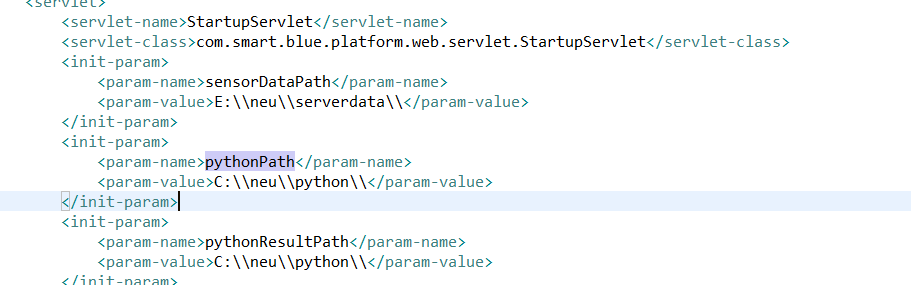 <servlet>
<servlet-name>StartupServlet</servlet-name>
<servlet-class>com.smart.blue.platform.web.servlet.StartupServlet</servlet-class>
<init-param>
<param-name>sensorDataPath</param-name>
<param-value>E:\\neu\\serverdata\\</param-value>
</init-param>
<init-param>
<param-name>pythonPath</param-name>
<param-value>C:\\neu\\python\\</param-value>
</init-param>
<init-param>
<param-name>pythonResultPath</param-name>
<param-value>C:\\neu\\python\\</param-value>
</init-param>